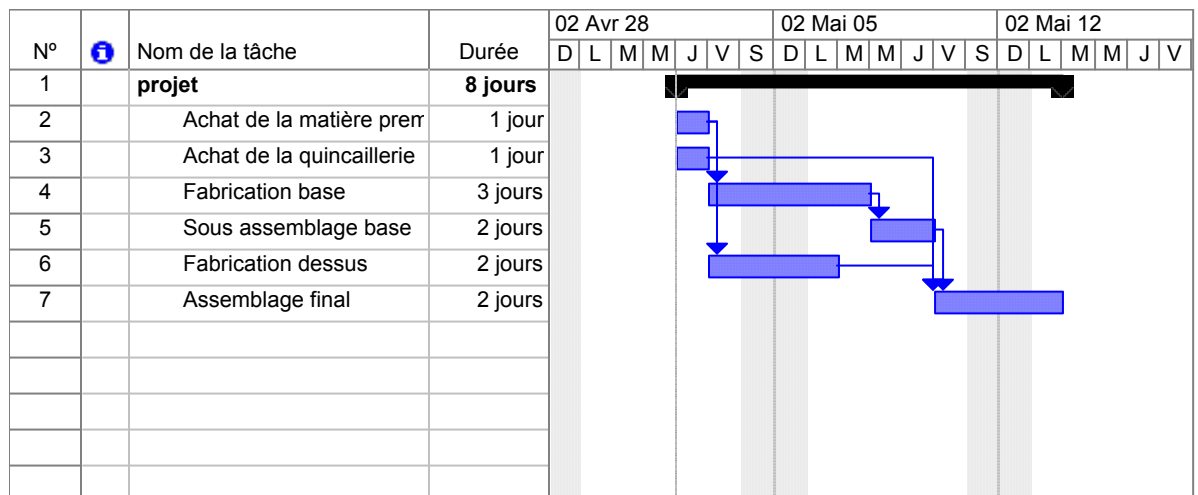 02 Avr 28 02 Mai 05 02 Mai 12
Nº Nom de la tâche Durée D L M M J V S D L M M J V S D L M M J V
1 projet 8 jours
2 Achat de la matière prem 1 jour
3 Achat de la quincaillerie 1 jour
4 Fabrication base 3 jours
5 Sous assemblage base 2 jours
6 Fabrication dessus 2 jours
7 Assemblage final 2 jours